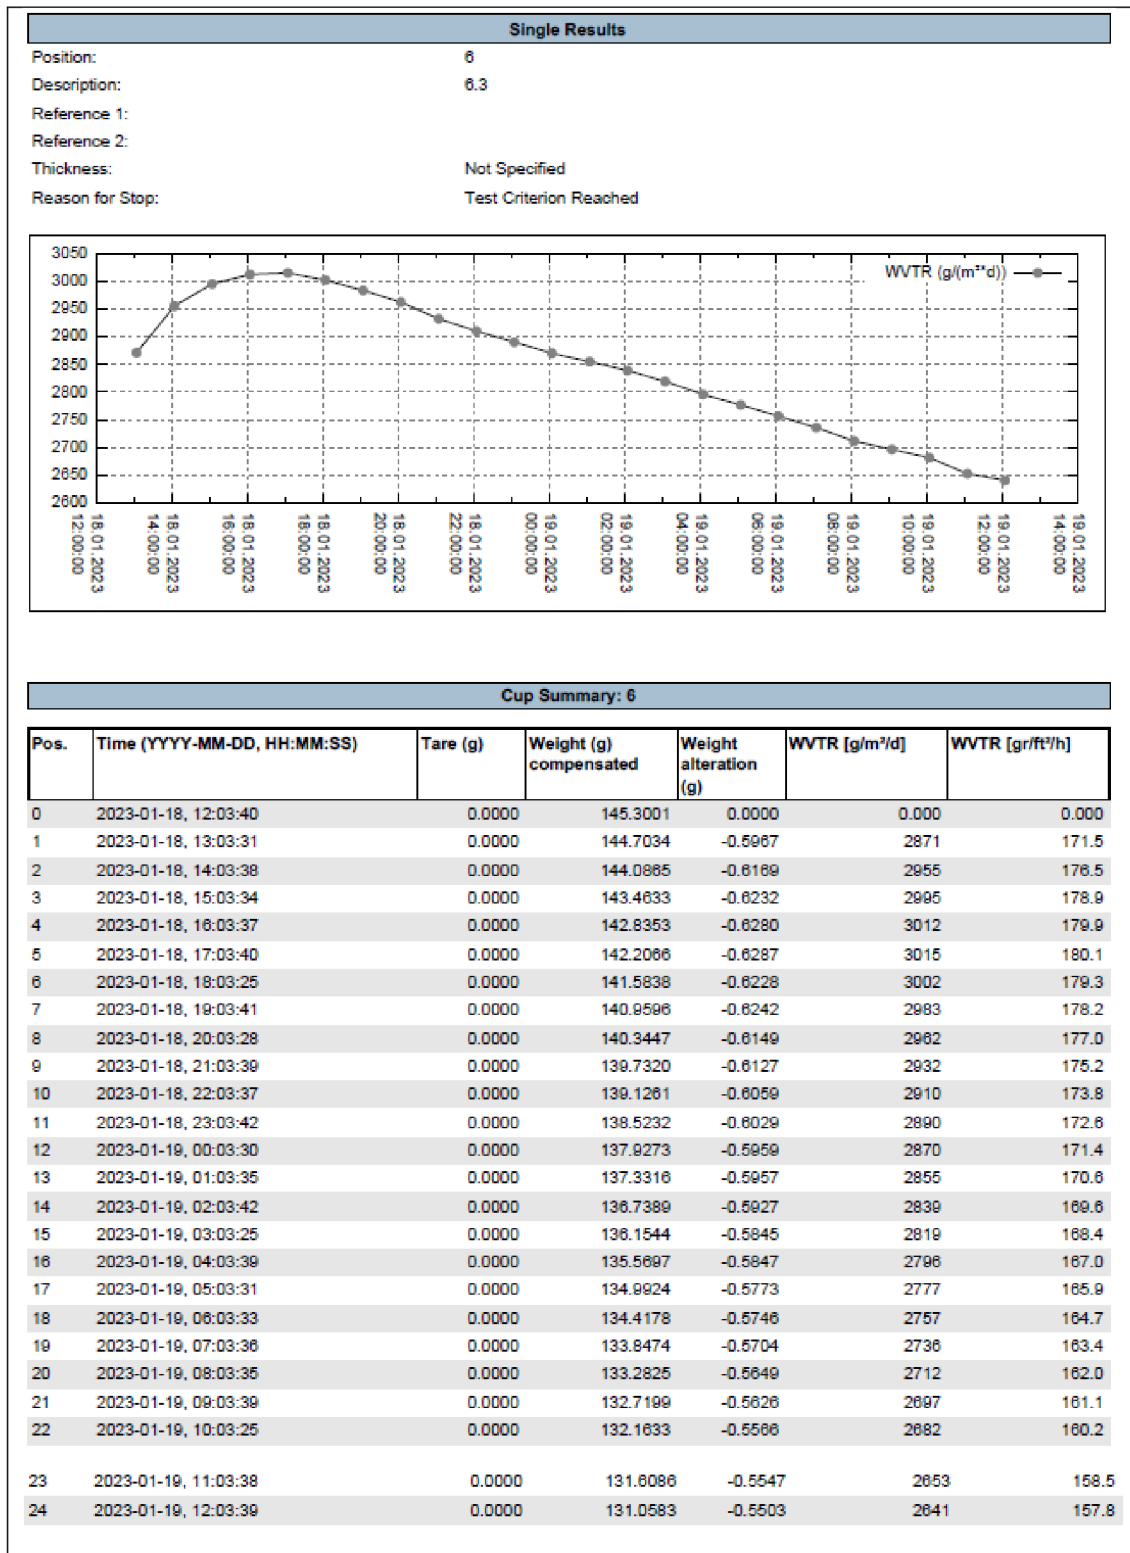 Single Results
Position: 6
Description: 6.3
Reference 1:
Reference 2:
Thickness: Not Specified
Reason for Stop: Test Criterion Reached
WVTR (g/(m²*d))
3050
3000
2950
2900
2850
2800
2750
2700
2650
2600
18.01.2023 12:00:00
18.01.2023 14:00:00
18.01.2023 16:00:00
18.01.2023 18:00:00
18.01.2023 20:00:00
18.01.2023 22:00:00
19.01.2023 00:00:00
19.01.2023 02:00:00
19.01.2023 04:00:00
19.01.2023 06:00:00
19.01.2023 08:00:00
19.01.2023 10:00:00
19.01.2023 12:00:00
19.01.2023 14:00:00
Cup Summary: 6
Pos. Time (YYYY-MM-DD, HH:MM:SS) Tare (g) Weight (g) compensated Weight alteration (g) WVTR [g/m²/d] WVTR [gr/ft²/h]
0 2023-01-18, 12:03:40 0.0000 145.3001 0.0000 0.000 0.000
1 2023-01-18, 13:03:31 0.0000 144.7034 -0.5967 2871 171.5
2 2023-01-18, 14:03:38 0.0000 144.0865 -0.6169 2955 176.5
3 2023-01-18, 15:03:34 0.0000 143.4633 -0.6232 2995 178.9
4 2023-01-18, 16:03:37 0.0000 142.8353 -0.6280 3012 179.9
5 2023-01-18, 17:03:40 0.0000 142.2066 -0.6287 3015 180.1
6 2023-01-18, 18:03:25 0.0000 141.5838 -0.6228 3002 179.3
7 2023-01-18, 19:03:41 0.0000 140.9596 -0.6242 2983 178.2
8 2023-01-18, 20:03:28 0.0000 140.3447 -0.6149 2962 177.0
9 2023-01-18, 21:03:39 0.0000 139.7320 -0.6127 2932 175.2
10 2023-01-18, 22:03:37 0.0000 139.1261 -0.6059 2910 173.8
11 2023-01-18, 23:03:42 0.0000 138.5232 -0.6029 2890 172.6
12 2023-01-19, 00:03:30 0.0000 137.9273 -0.5959 2870 171.4
13 2023-01-19, 01:03:35 0.0000 137.3316 -0.5957 2855 170.6
14 2023-01-19, 02:03:42 0.0000 136.7389 -0.5927 2839 169.6
15 2023-01-19, 03:03:25 0.0000 136.1544 -0.5845 2819 168.4
16 2023-01-19, 04:03:39 0.0000 135.5697 -0.5847 2796 167.0
17 2023-01-19, 05:03:31 0.0000 134.9924 -0.5773 2777 165.9
18 2023-01-19, 06:03:33 0.0000 134.4178 -0.5746 2757 164.7
19 2023-01-19, 07:03:36 0.0000 133.8474 -0.5704 2736 163.4
20 2023-01-19, 08:03:35 0.0000 133.2825 -0.5649 2712 162.0
21 2023-01-19, 09:03:39 0.0000 132.7199 -0.5626 2697 161.1
22 2023-01-19, 10:03:25 0.0000 132.1633 -0.5566 2682 160.2
23 2023-01-19, 11:03:38 0.0000 131.6086 -0.5547 2653 158.5
24 2023-01-19, 12:03:39 0.0000 131.0583 -0.5503 2641 157.8